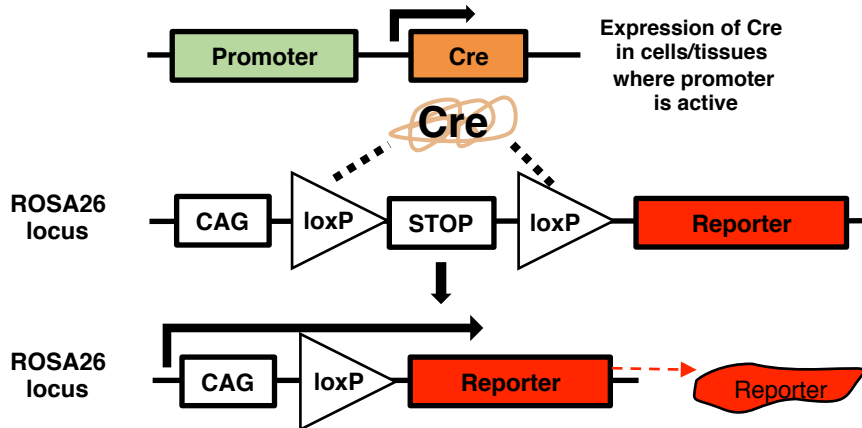 Promoter
Cre
Expression of Cre
in cells/tissues
where promoter
is active
Cre
ROSA26
locus
CAG
loxP
STOP
loxP
Reporter
ROSA26
locus
CAG
loxP
Reporter
Reporter